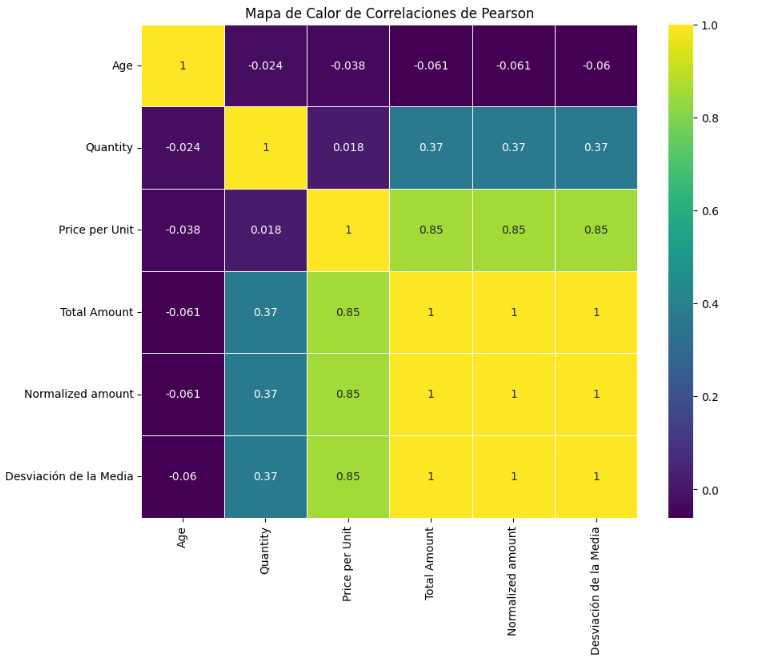 Mapa de Calor de Correlaciones de Pearson
Age 1 -0.024 -0.038 -0.061 -0.061 -0.06
Quantity -0.024 1 0.018 0.37 0.37 0.37
Price per Unit -0.038 0.018 1 0.85 0.85 0.85
Total Amount -0.061 0.37 0.85 1 1 1
Normalized amount -0.061 0.37 0.85 1 1 1
Desviación de la Media -0.06 0.37 0.85 1 1 1
Age
Quantity
Price per Unit
Total Amount
Normalized amount
Desviación de la Media
1.0
0.8
0.6
0.4
0.2
0.0